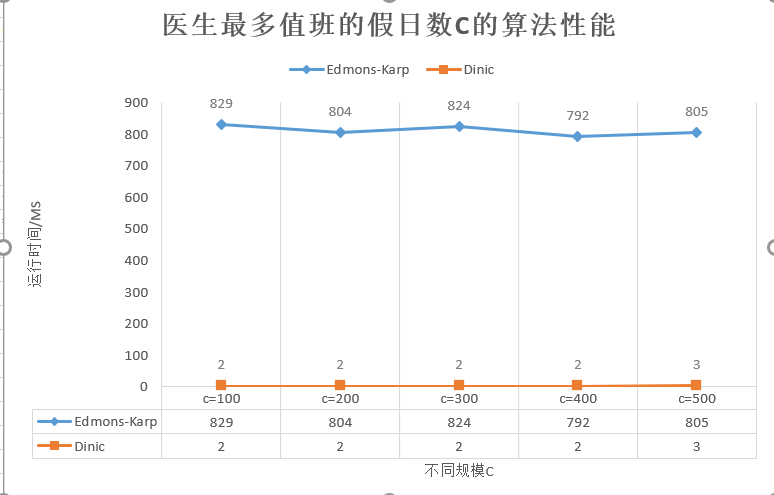 医生最多值班的假日数C的算法性能
Edmons-Karp Dinic
900
800
700
600
500
400
300
200
100
0
运行时间/MS
829 804 824 792 805
2 2 2 2 3
c=100 c=200 c=300 c=400 c=500
Edmons-Karp 829 804 824 792 805
Dinic 2 2 2 2 3
不同规模C